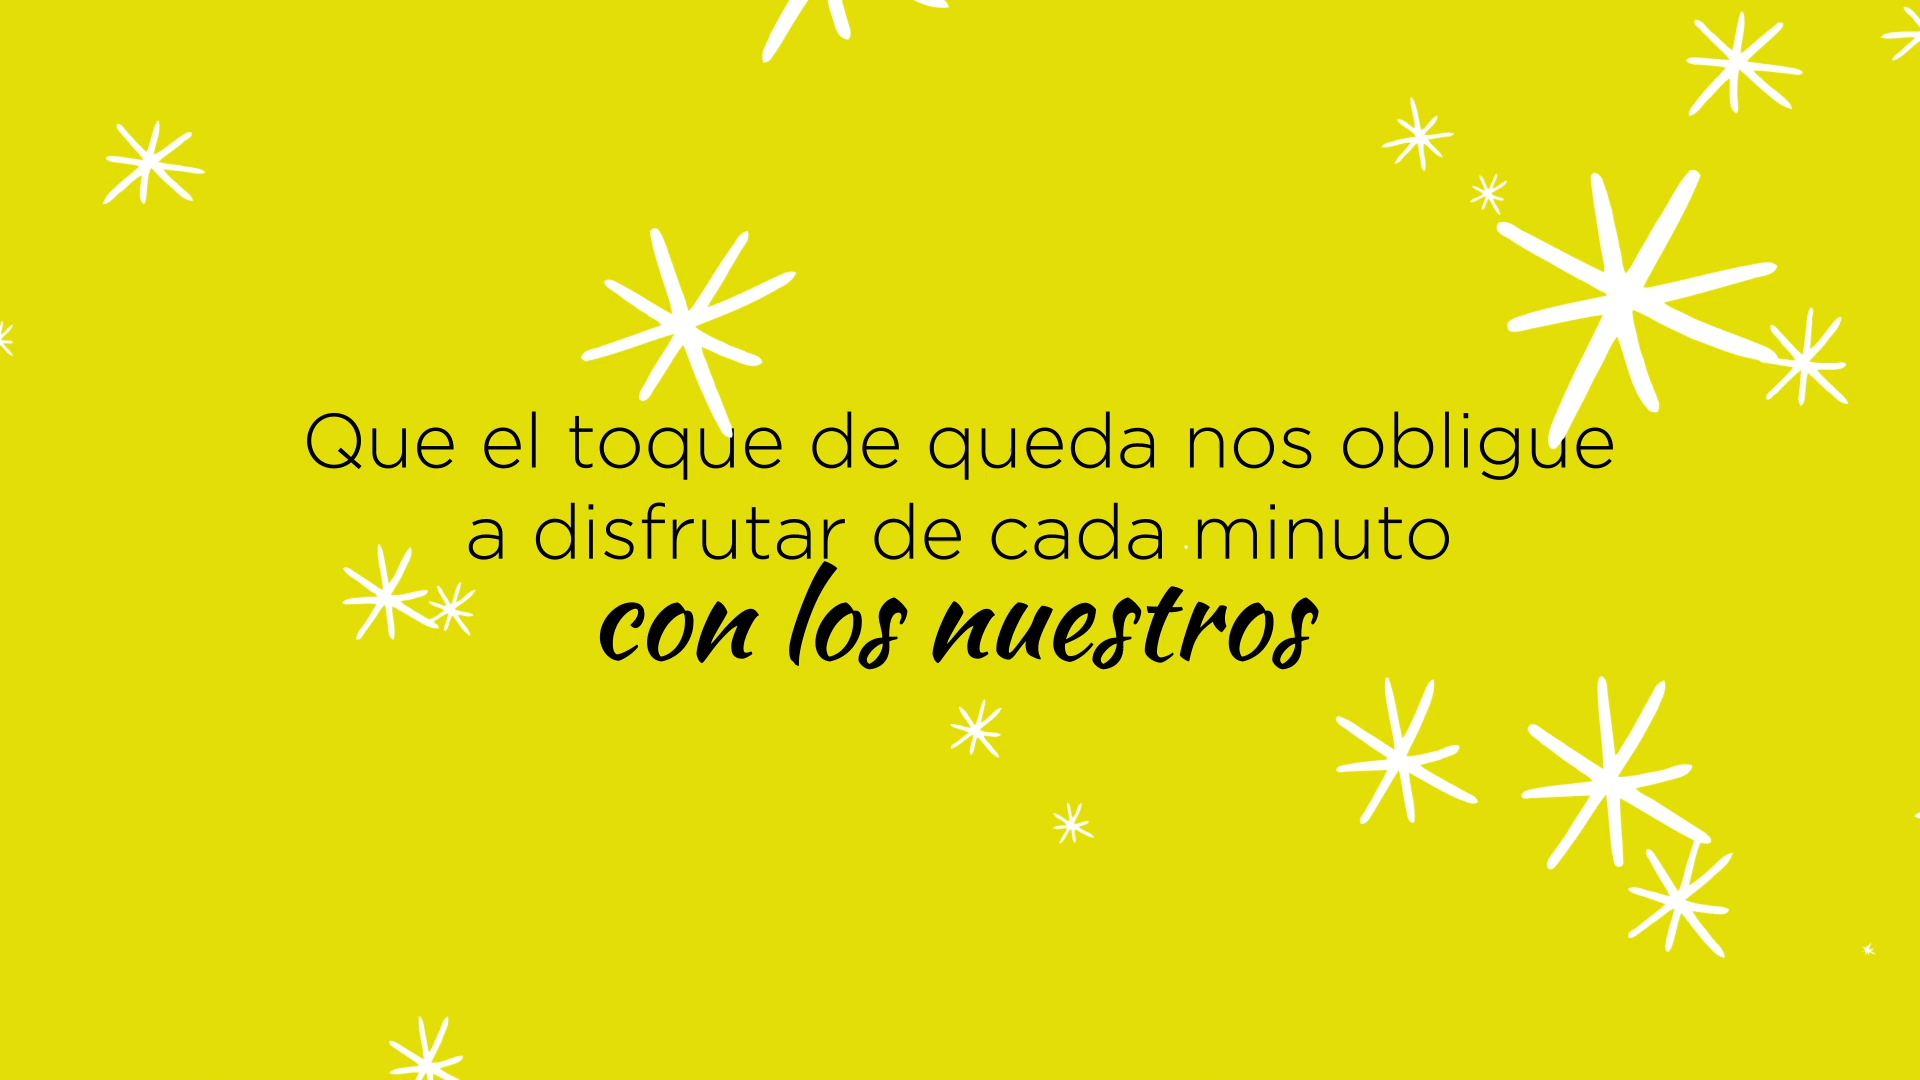 Que el toque de queda nos obligue
a disfrutar de cada minuto
con los nuestros